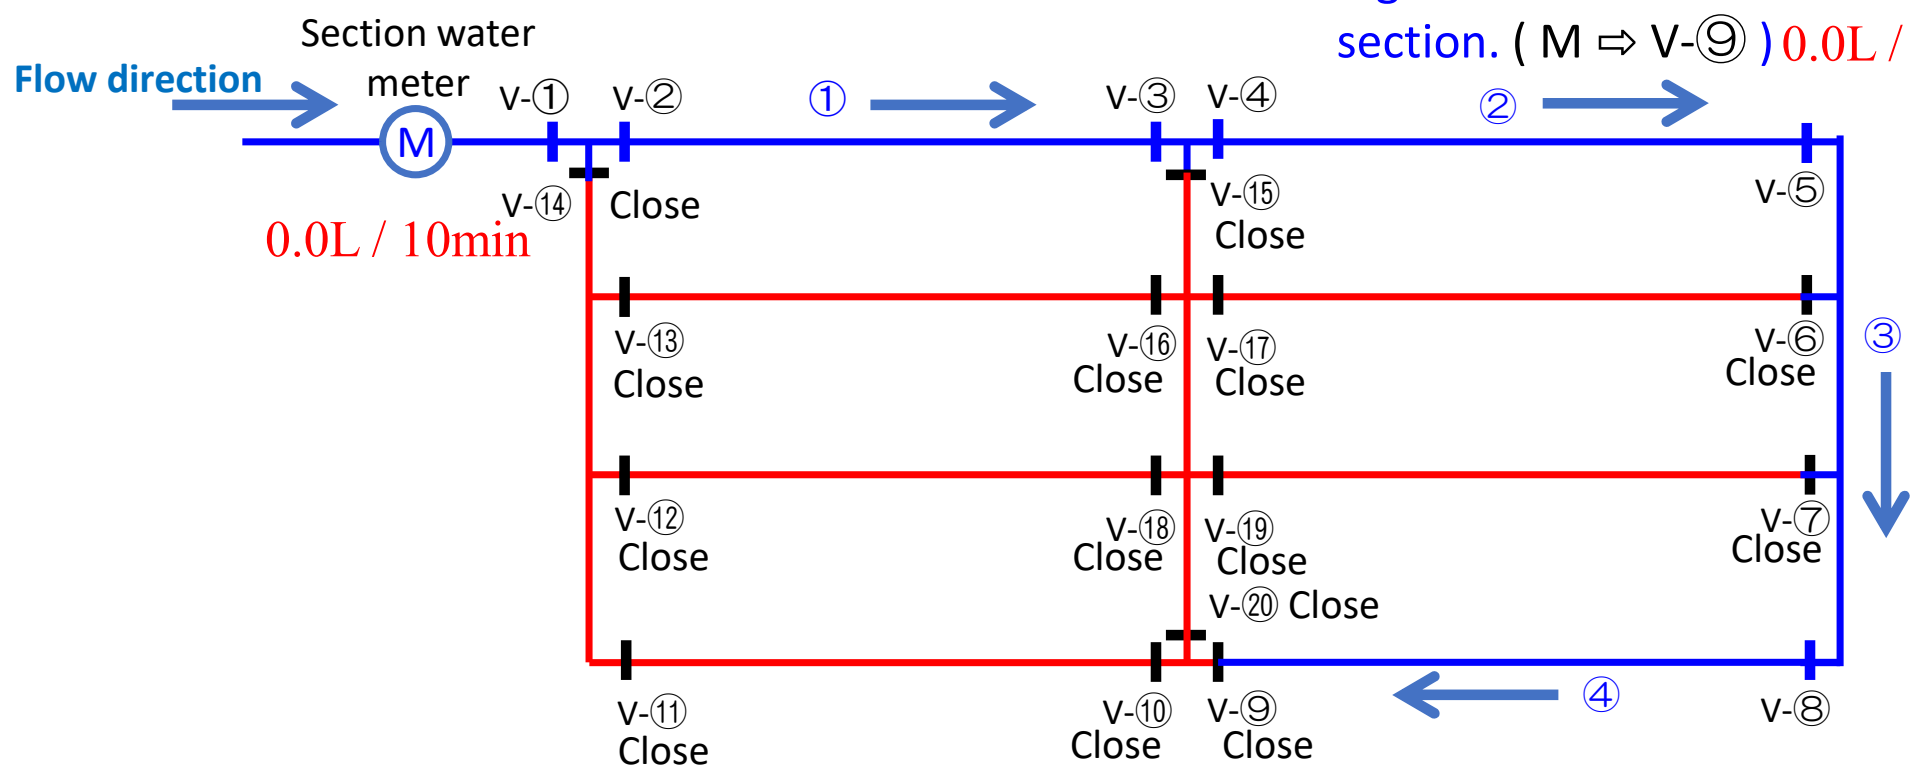 section. ( M ⇨ V-⑨ ) 0.0L /
Section water
meter
Flow direction
V-①
V-②
①
V-③
V-④
②
M
V-⑭
Close
V-⑮
Close
V-⑤
0.0L / 10min
V-⑬
Close
V-⑯
Close
V-⑰
Close
V-⑥
Close
③
V-⑫
Close
V-⑱
Close
V-⑲
Close
V-⑦
Close
V-⑳ Close
V-⑪
Close
V-⑩
Close
V-⑨
Close
④
V-⑧